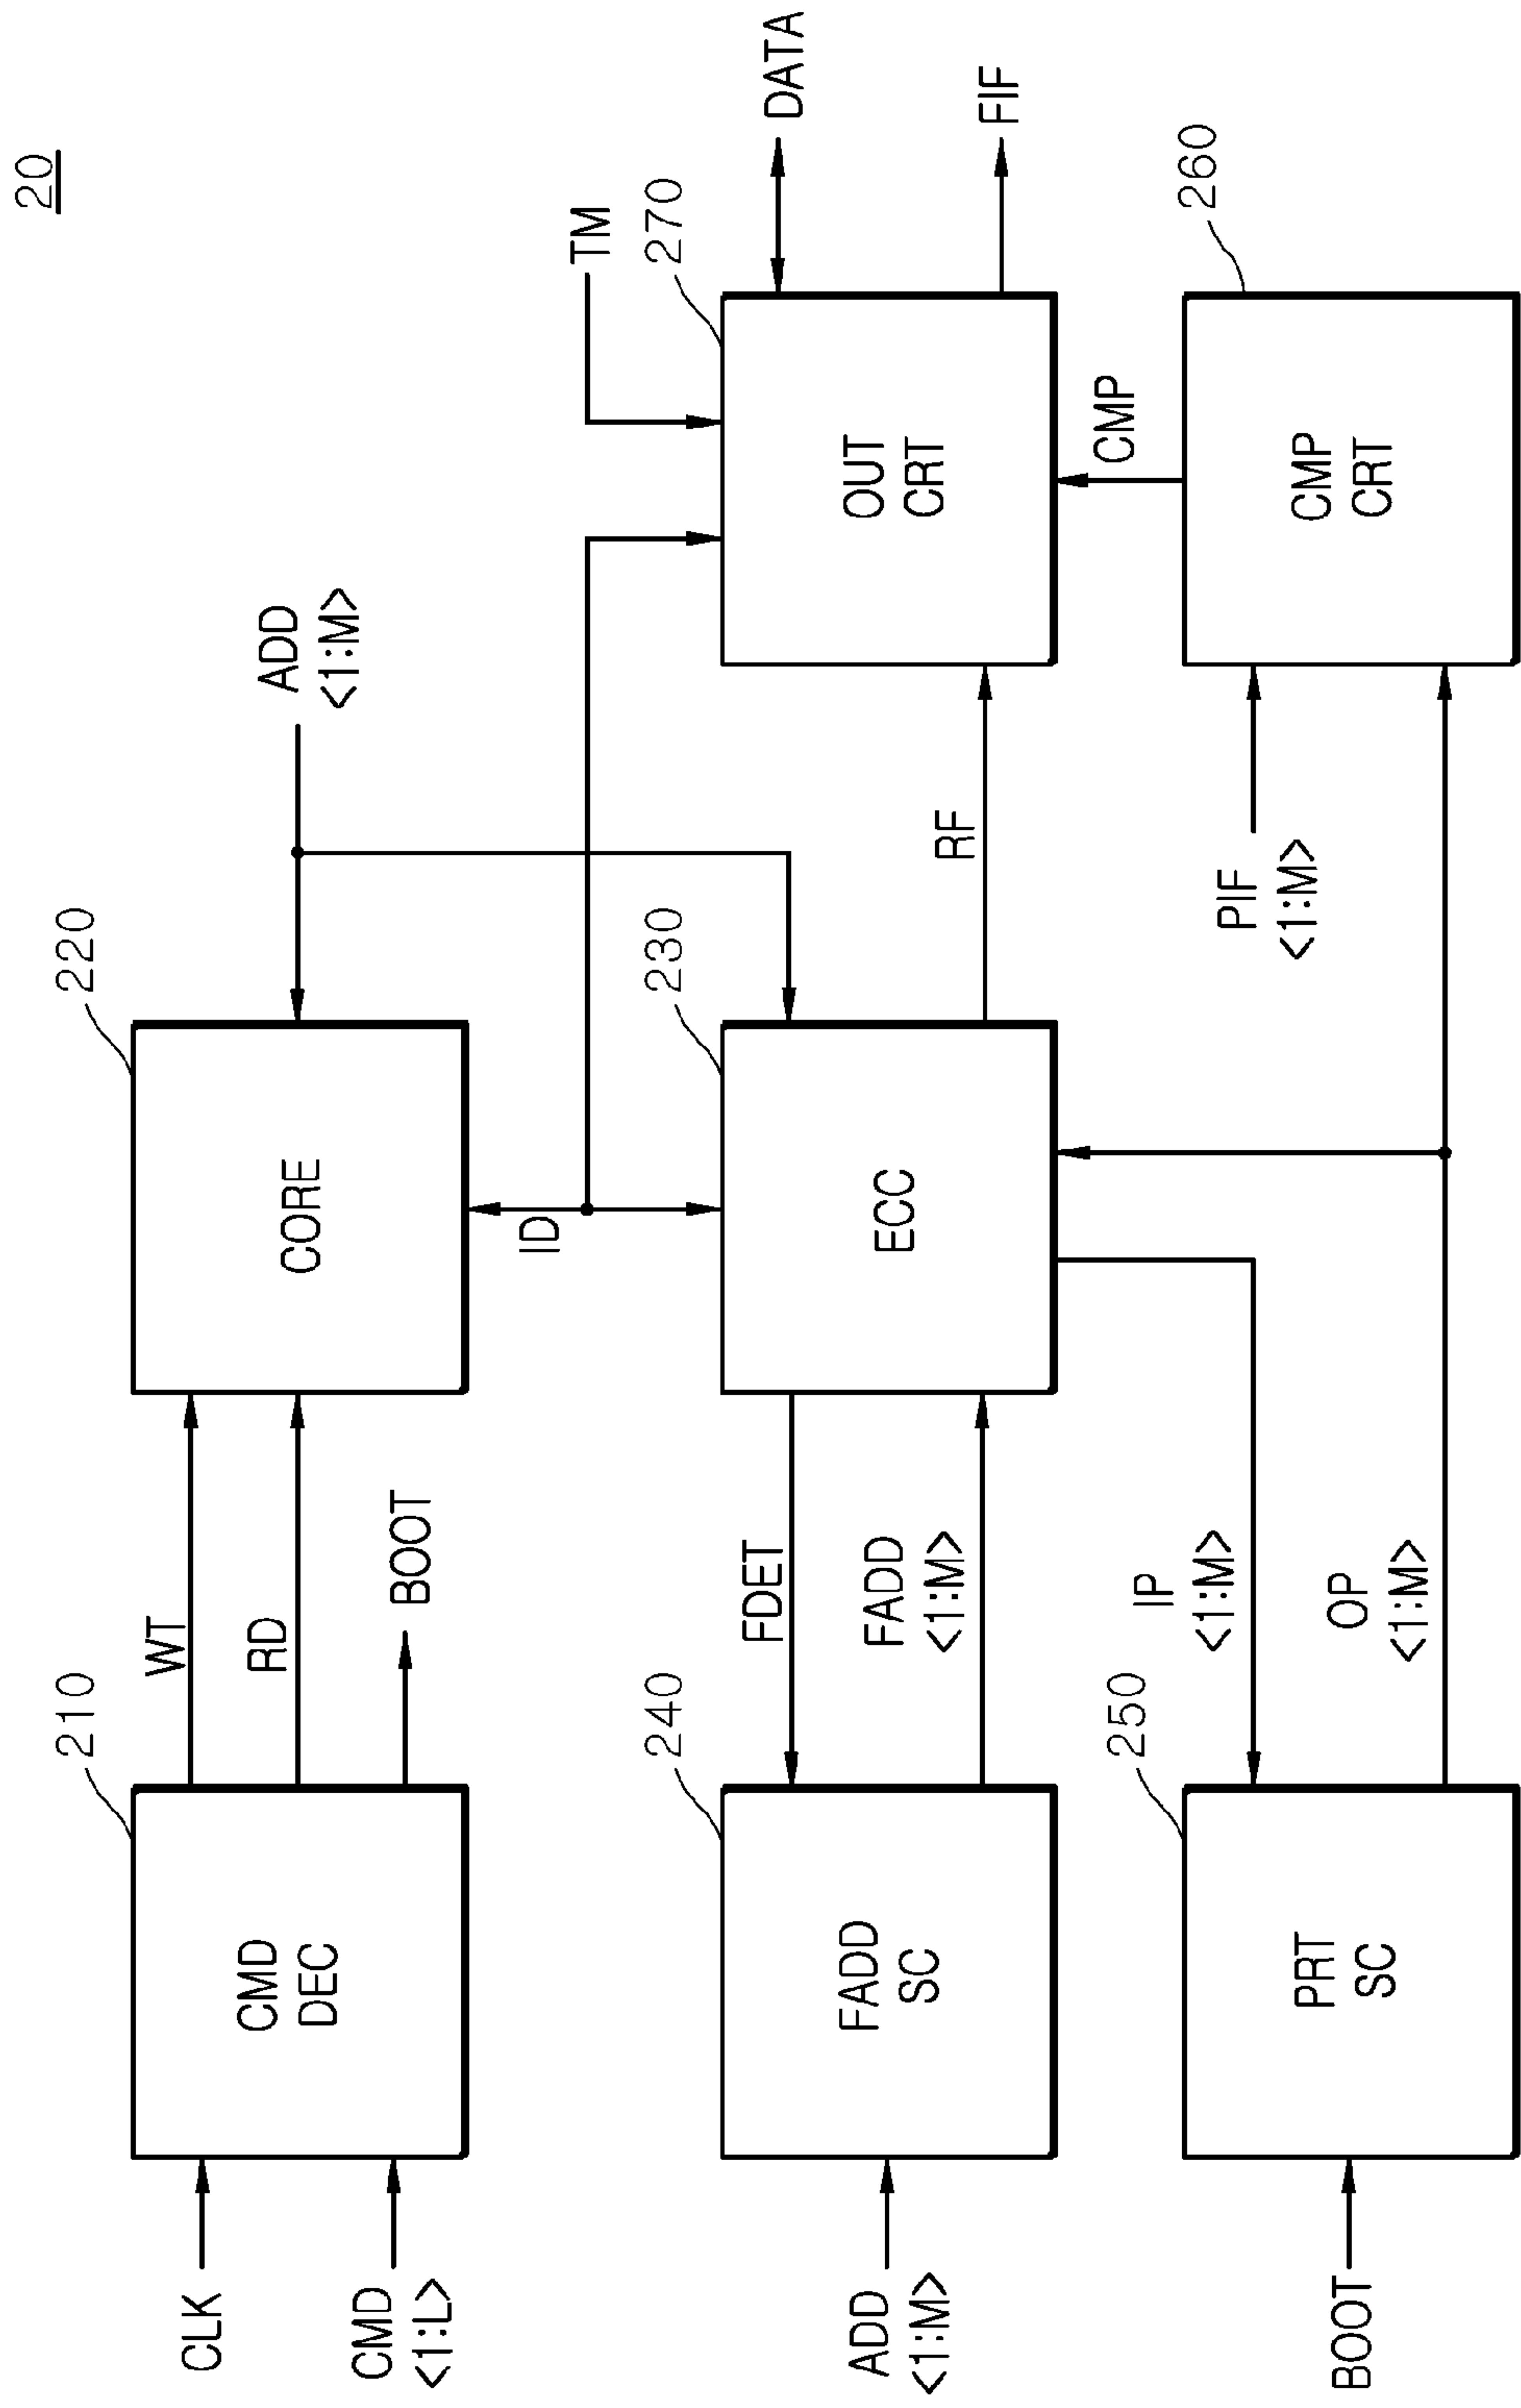 20
210
220
CLK
CMD
<1:L>
CMD
DEC
WT
RD
BOOT
CORE
ADD
<1:M>
ID
TM
240
230
270
ADD
<1:M>
FADD
SC
FDET
FADD
<1:M>
ECC
RF
OUT
CRT
DATA
FIF
CMP
250
260
BOOT
PRT
SC
IP
<1:M>
OP
<1:M>
PIF
<1:M>
CMP
CRT